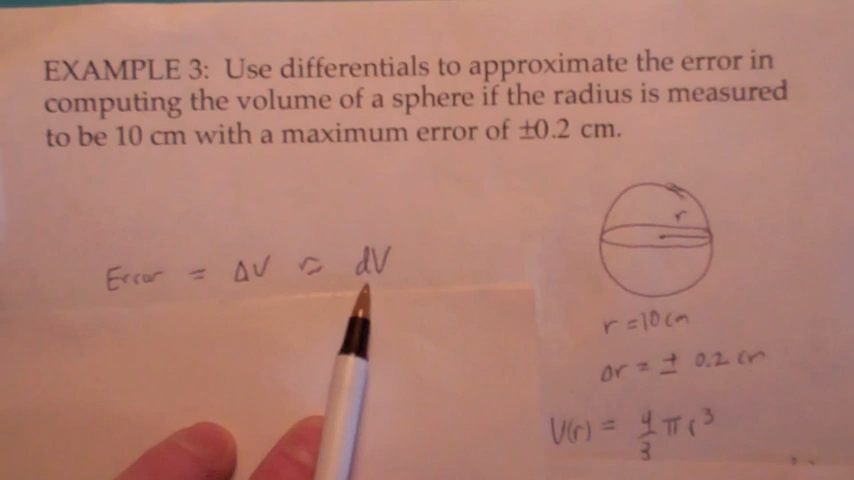 EXAMPLE 3: Use differentials to approximate the error in
computing the volume of a sphere if the radius is measured
to be 10 cm with a maximum error of ±0.2 cm.
r
Error = ΔV ≈ dV
r = 10 cm
Δr = ± 0.2 cm
V(r) = 4/3 πr³